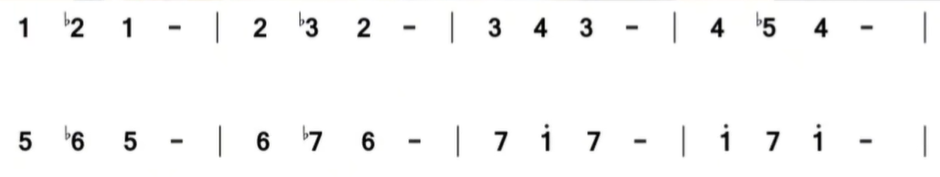 1 ♭2 1 – | 2 ♭3 2 – | 3 4 3 – | 4 ♭5 4 – |
5 ♭6 5 – | 6 ♭7 6 – | 7 i̇ 7 – | i̇ 7 i̇ – |